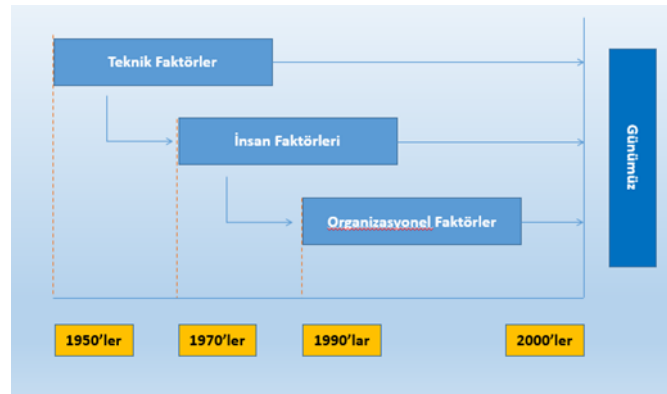 Teknik Faktörler
İnsan Faktörleri
Organizasyonel Faktörler
Günümüz
1950'ler
1970'ler
1990'lar
2000'ler